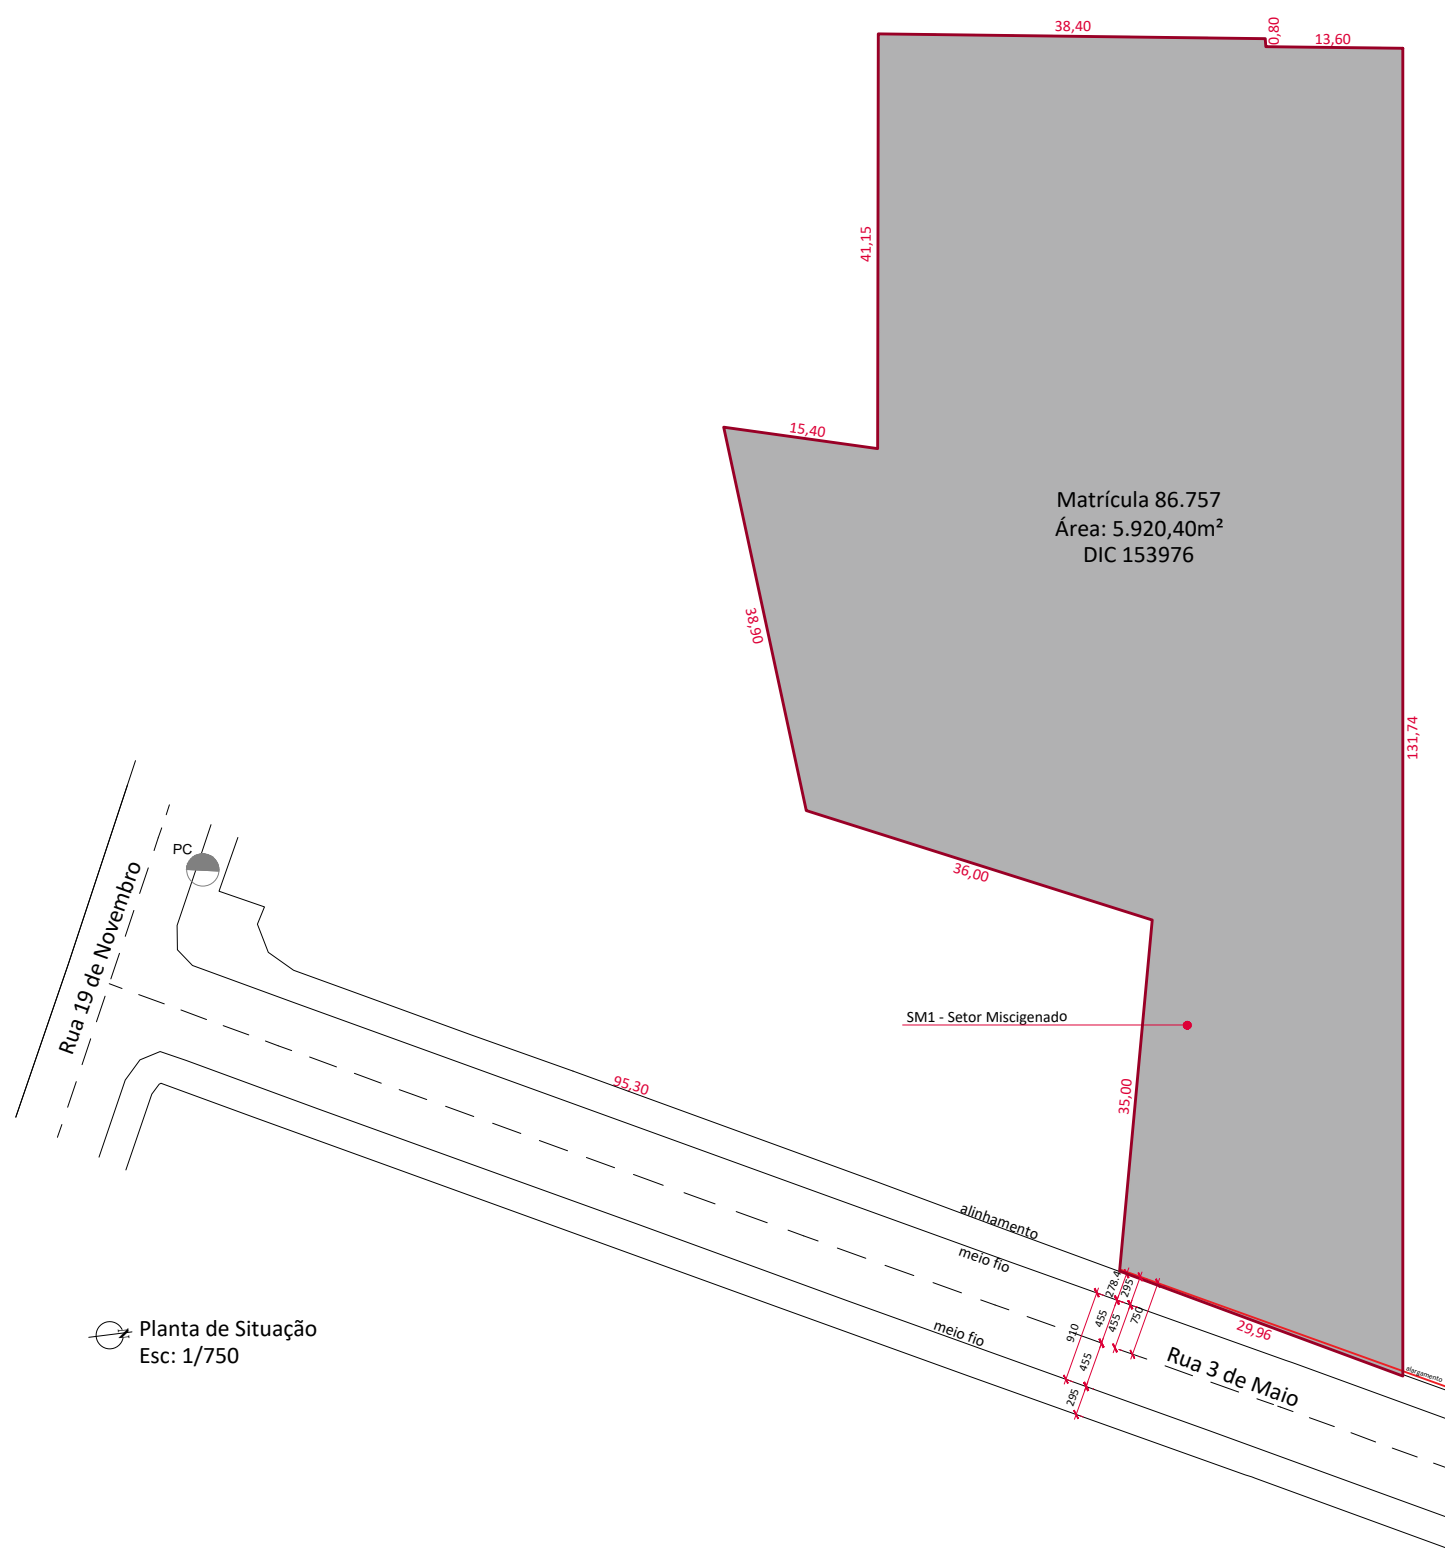 38,40
0,80
13,60
41,15
15,40
Matrícula 86.757
Área: 5.920,40m²
DIC 153976
38,90
131,74
PC
Rua 19 de Novembro
36,00
SM1 - Setor Miscigenado
95,30
35,00
alinhamento
meio fio
278.4
295
455
455
750
910
29,96
meio fio
455
295
Rua 3 de Maio
alargamento
N
Planta de Situação
Esc: 1/750